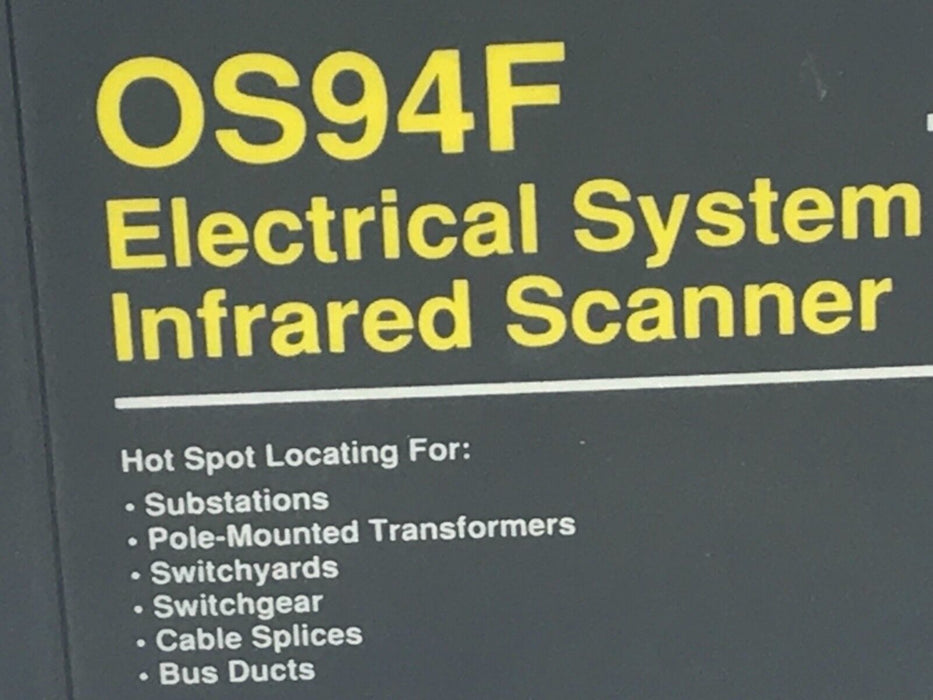 OS94F
Electrical System
Infrared Scanner
Hot Spot Locating For:
• Substations
• Pole-Mounted Transformers
• Switchyards
• Switchgear
• Cable Splices
• Bus Ducts